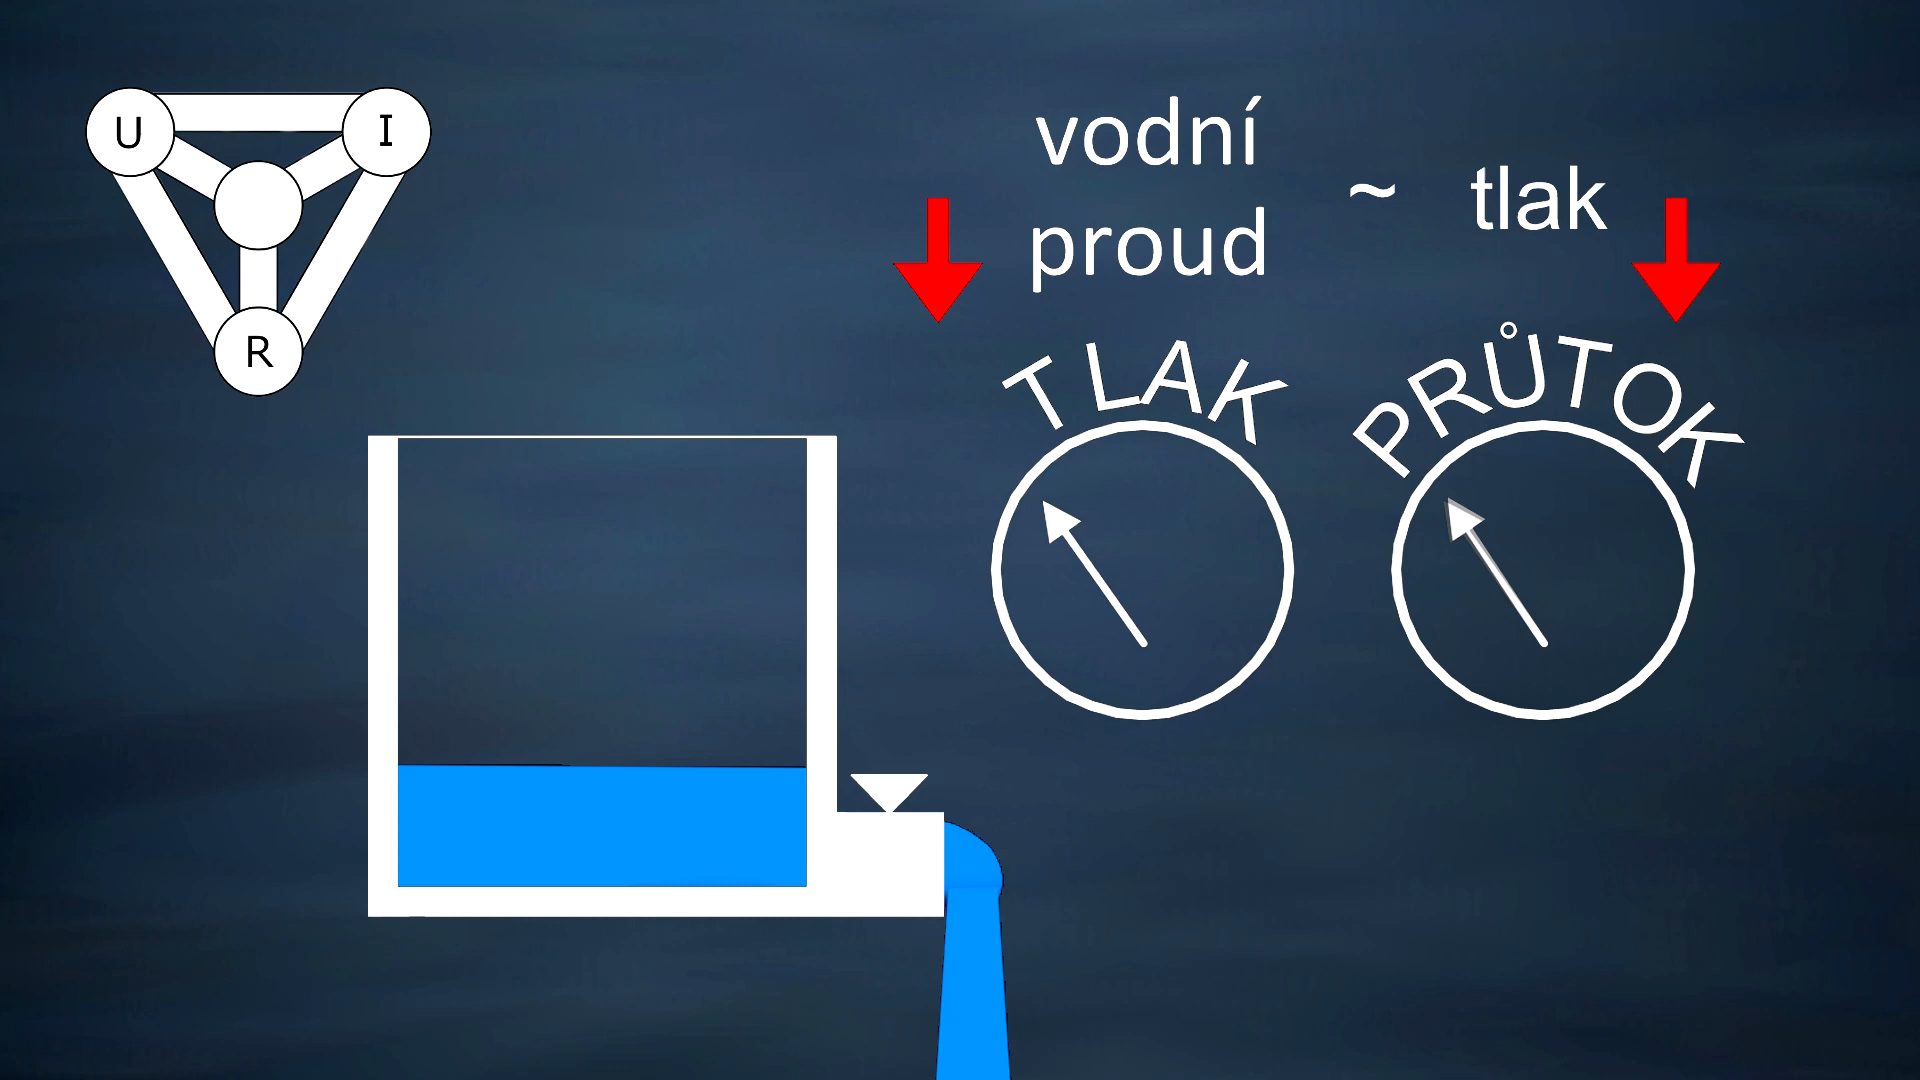 U
I
R
vodní
proud
~
tlak
TLAK
PRŮTOK